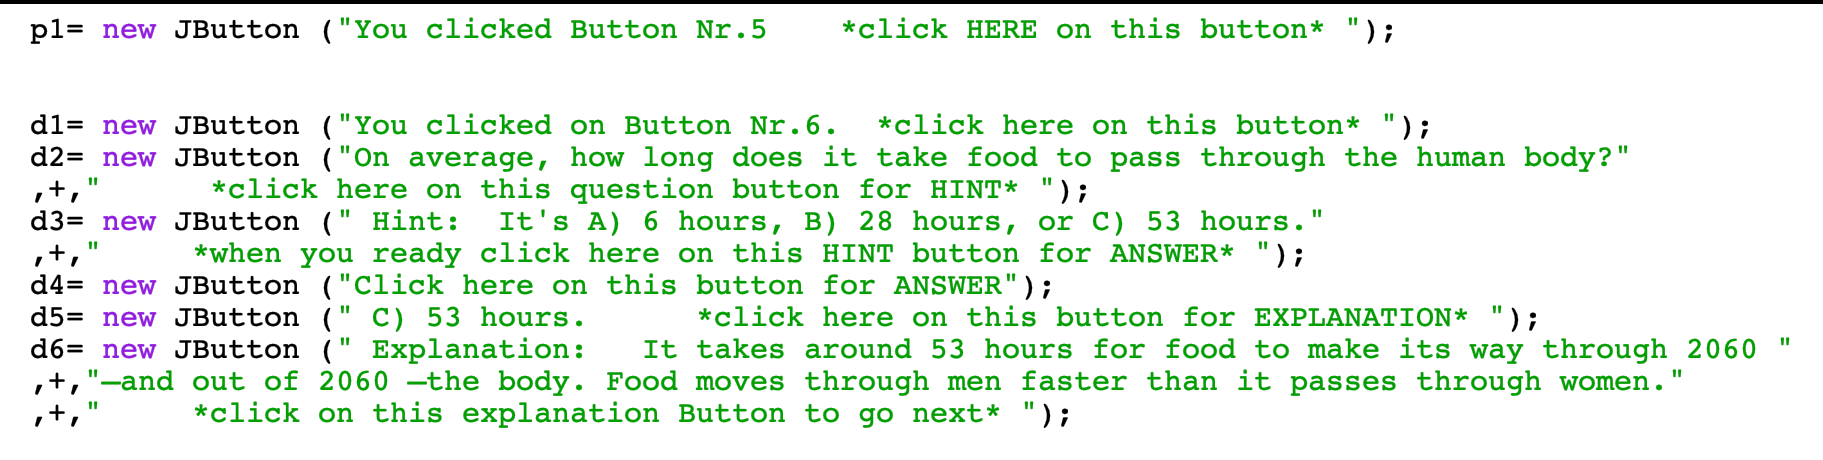 p1= new JButton ("You clicked Button Nr.5    *click HERE on this button* ");
d1= new JButton ("You clicked on Button Nr.6.  *click here on this button* ");
d2= new JButton ("On average, how long does it take food to pass through the human body?"
,+,"      *click here on this question button for HINT* ");
d3= new JButton (" Hint:  It's A) 6 hours, B) 28 hours, or C) 53 hours."
,+,"     *when you ready click here on this HINT button for ANSWER* ");
d4= new JButton ("Click here on this button for ANSWER");
d5= new JButton (" C) 53 hours.      *click here on this button for EXPLANATION* ");
d6= new JButton (" Explanation:   It takes around 53 hours for food to make its way through 2060 "
,+,"—and out of 2060 —the body. Food moves through men faster than it passes through women."
,+,"     *click on this explanation Button to go next* ");